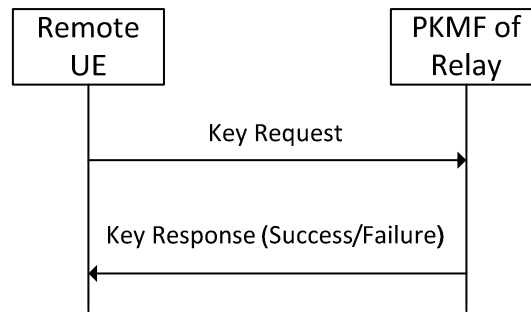 Remote
UE
PKMF of
Relay
Key Request
Key Response (Success/Failure)